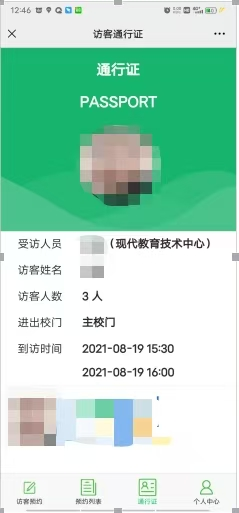 12:46
访客通行证
通行证
PASSPORT
受访人员 （现代教育技术中心）
访客姓名
访客人数 3 人
进出校门 主校门
到访时间 2021-08-19 15:30
2021-08-19 16:00
访客预约 预约列表 通行证 个人中心